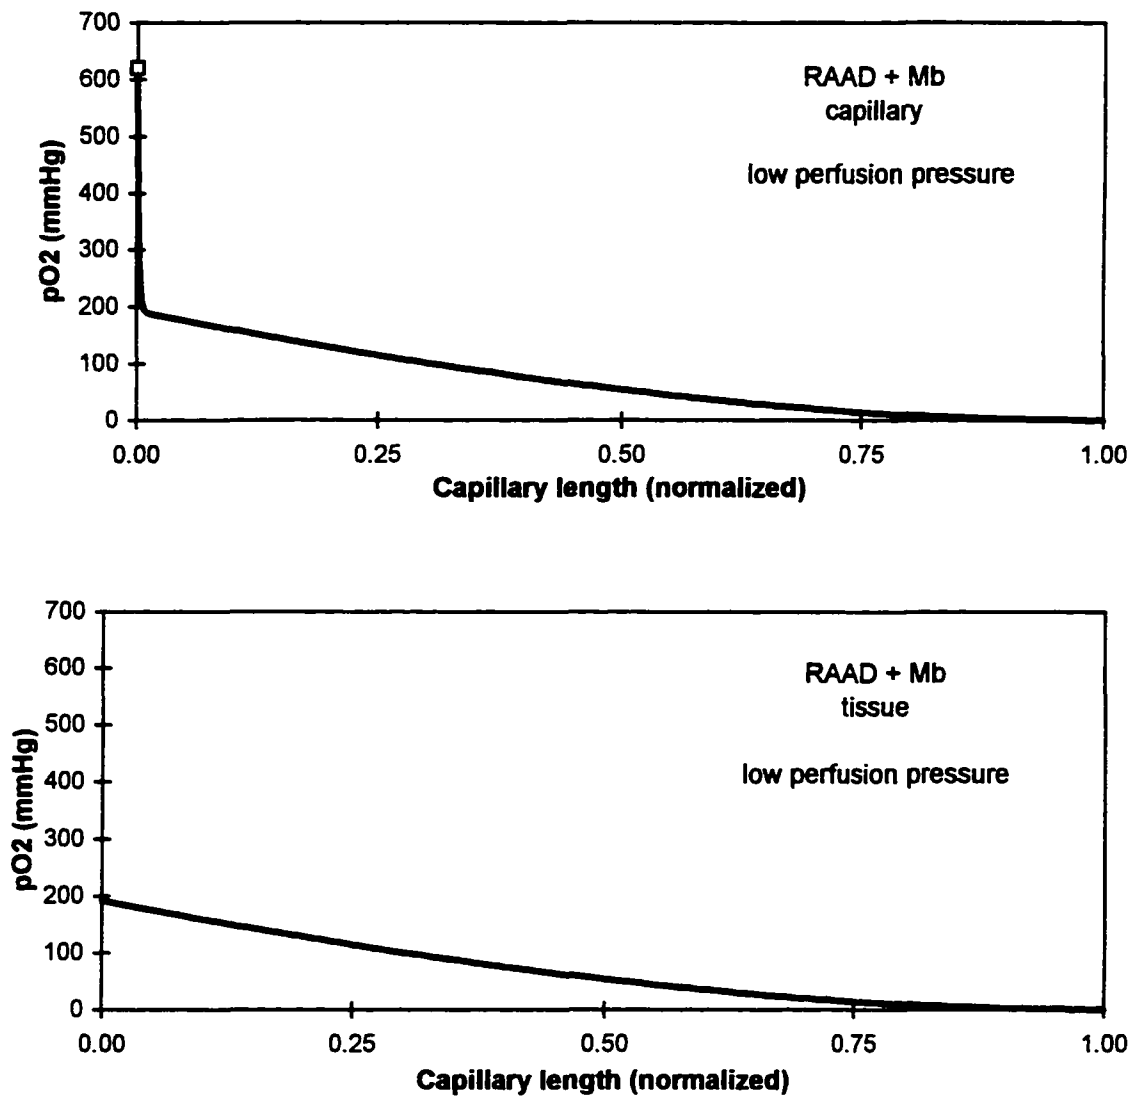 700
600
500
400
300
200
100
0
pO2 (mmHg)
RAAD + Mb
capillary
low perfusion pressure
0.00 0.25 0.50 0.75 1.00
Capillary length (normalized)
700
600
500
400
300
200
100
0
pO2 (mmHg)
RAAD + Mb
tissue
low perfusion pressure
0.00 0.25 0.50 0.75 1.00
Capillary length (normalized)